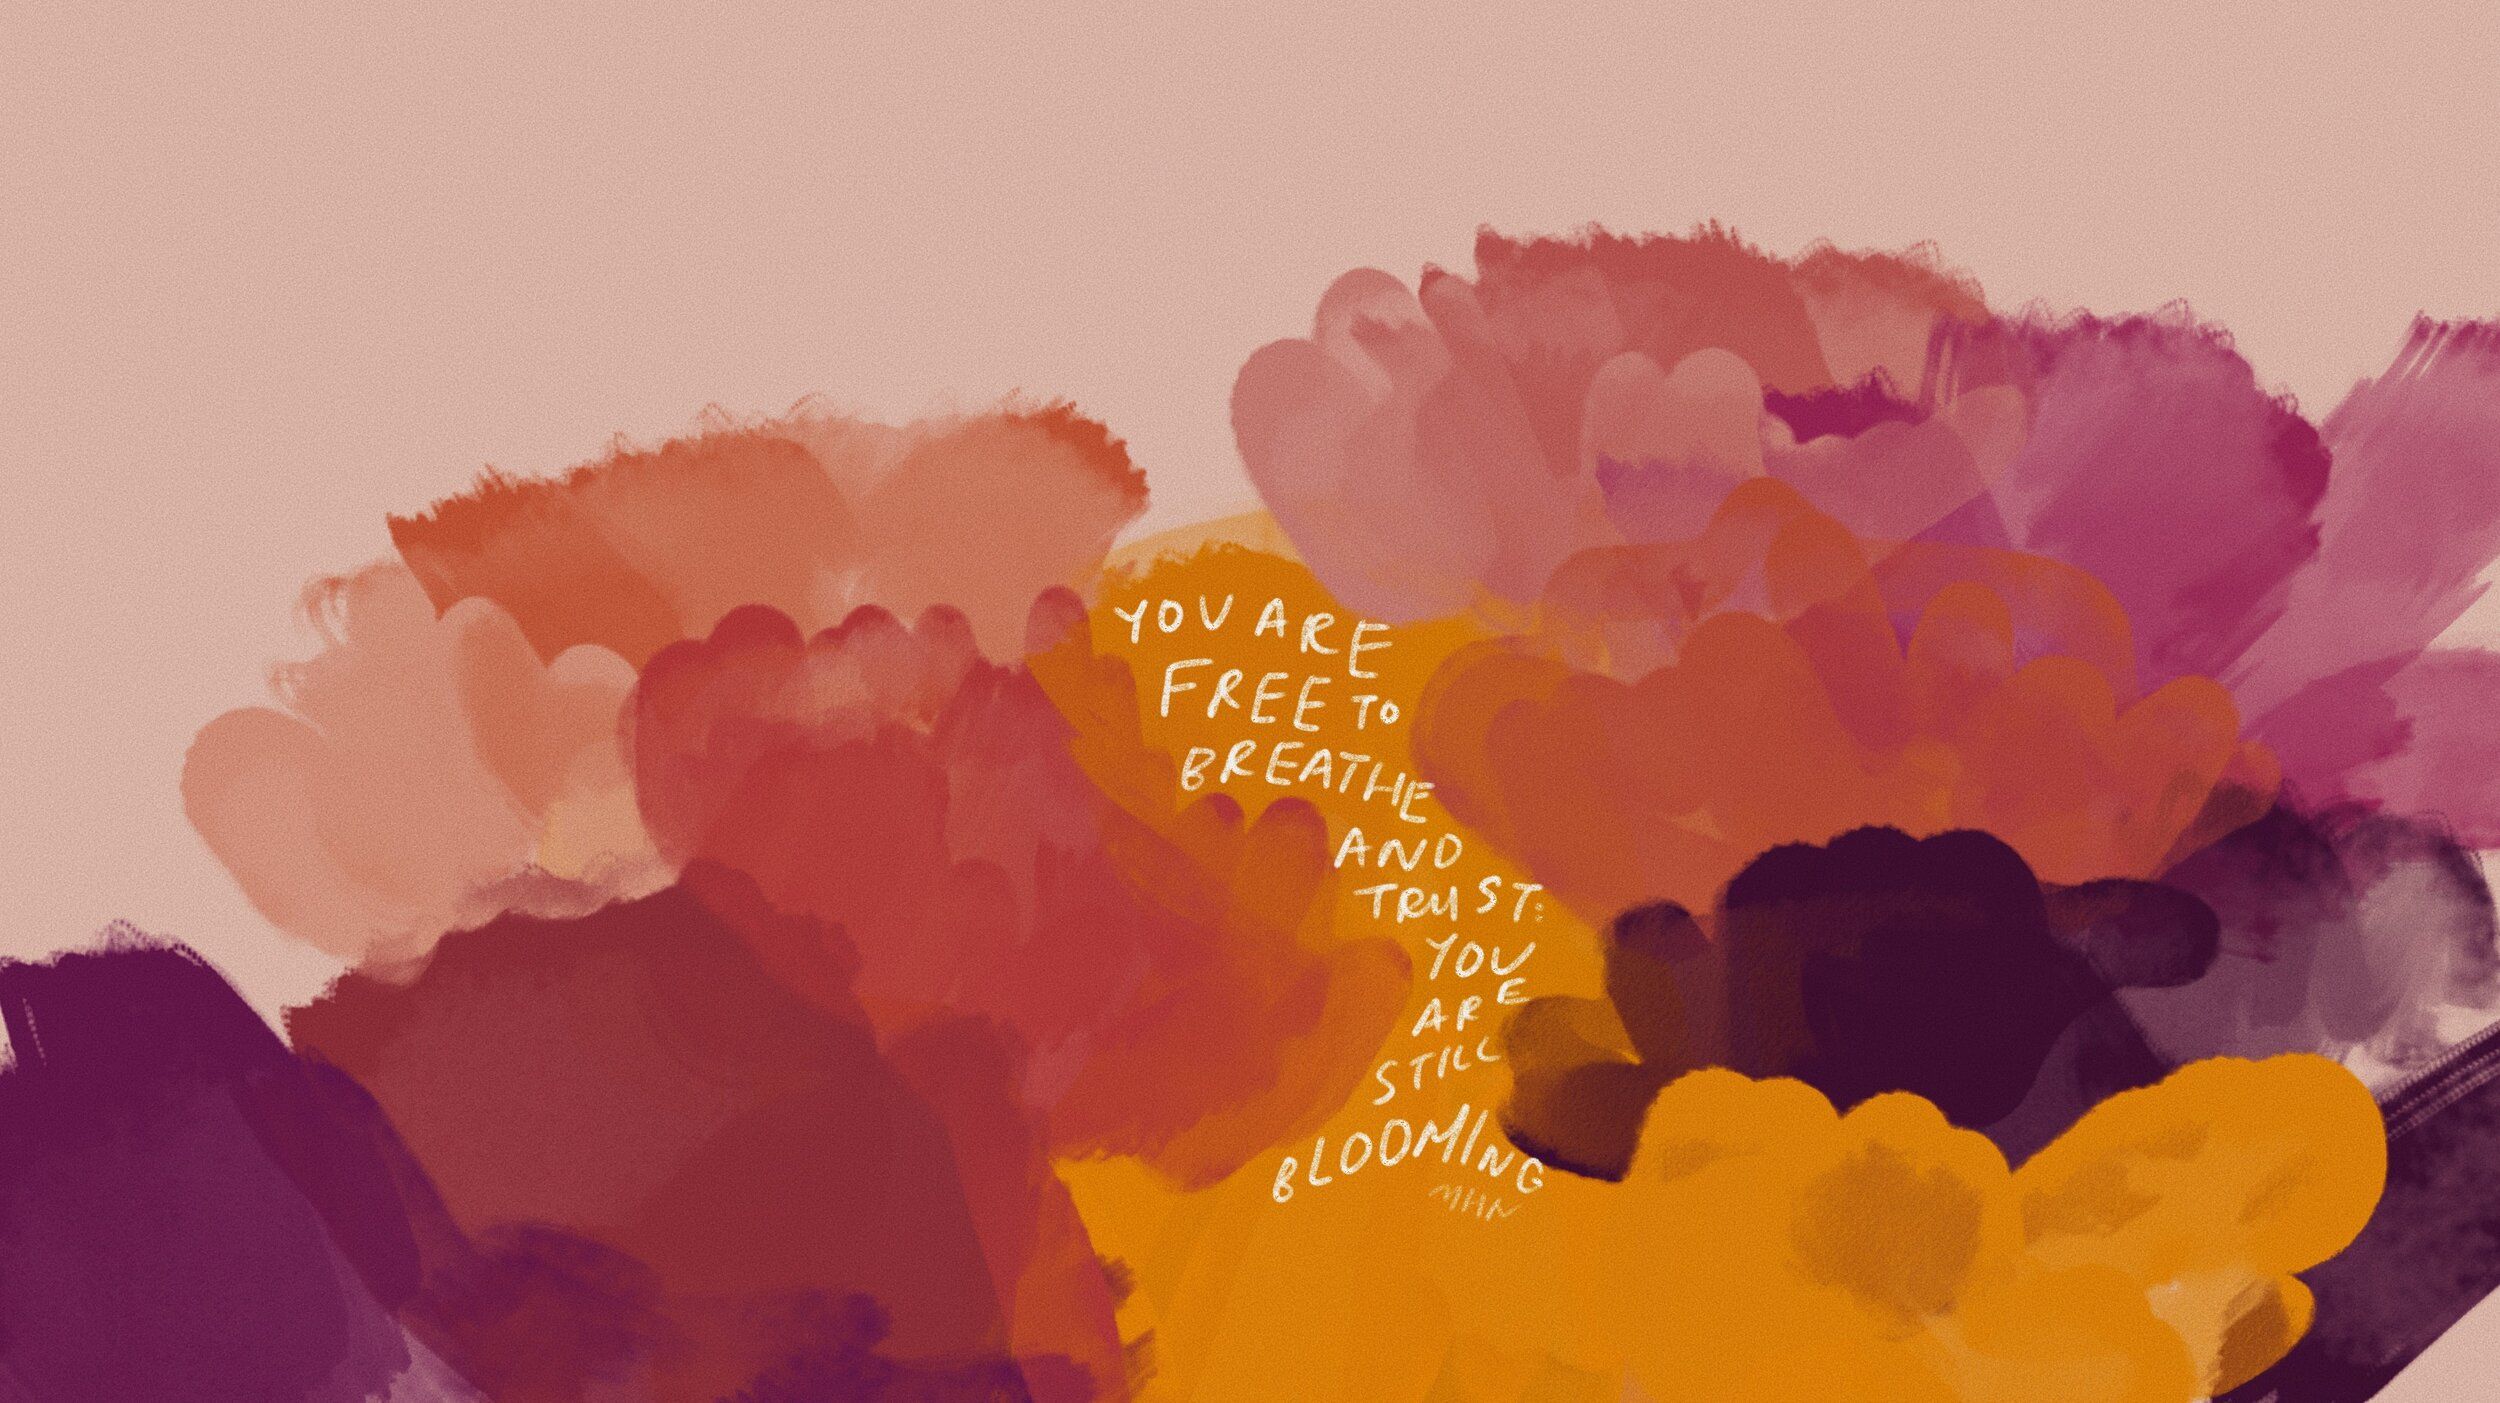 YOU ARE
FREE TO
BREATHE
AND
TRUST:
YOU
ARE
STILL
BLOOMING
MHN